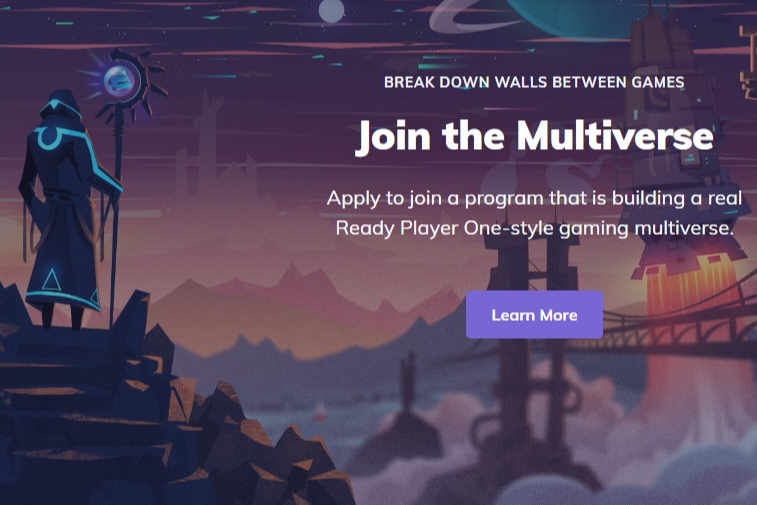 BREAK DOWN WALLS BETWEEN GAMES
Join the Multiverse
Apply to join a program that is building a real
Ready Player One-style gaming multiverse.
Learn More